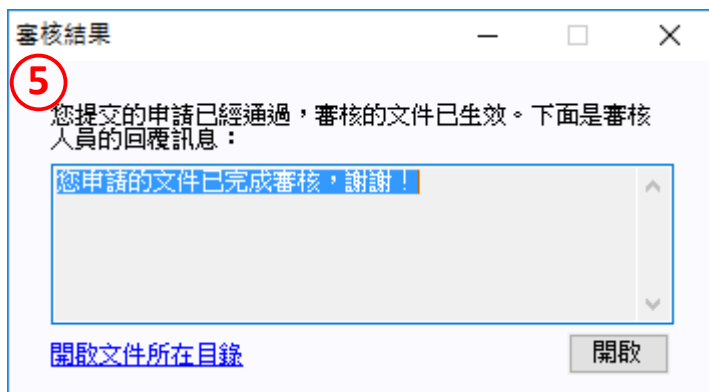 審核結果
⑤
您提交的申請已經通過，審核的文件已生效。下面是審核
人員的回覆訊息：
您申請的文件已完成審核，謝謝！
開啟文件所在目錄
開啟